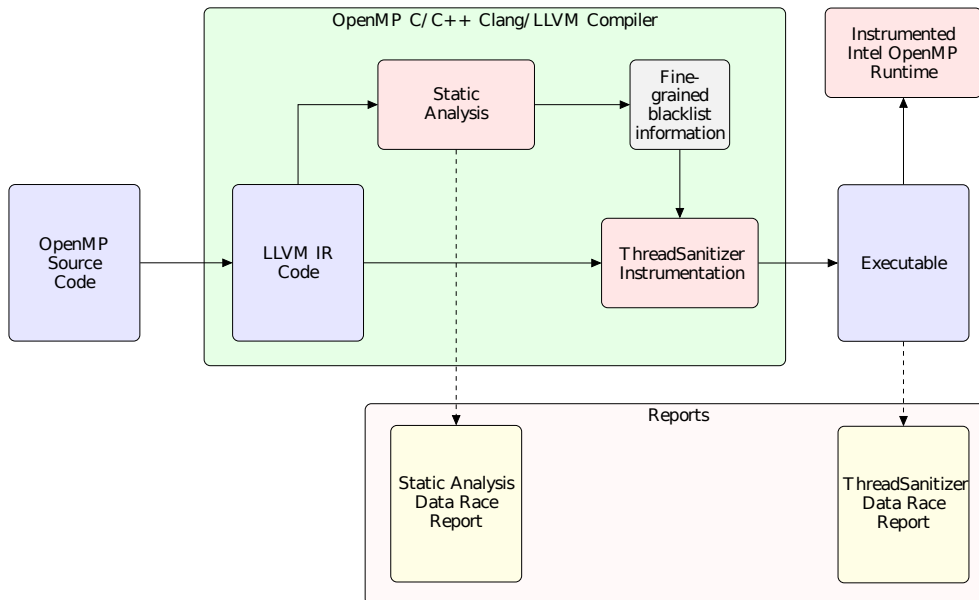 OpenMP C/C++ Clang/LLVM Compiler
Instrumented
Intel OpenMP
Runtime
Static
Analysis
Fine-
grained
blacklist
information
OpenMP
Source
Code
LLVM IR
Code
ThreadSanitizer
Instrumentation
Executable
Reports
Static Analysis
Data Race
Report
ThreadSanitizer
Data Race
Report